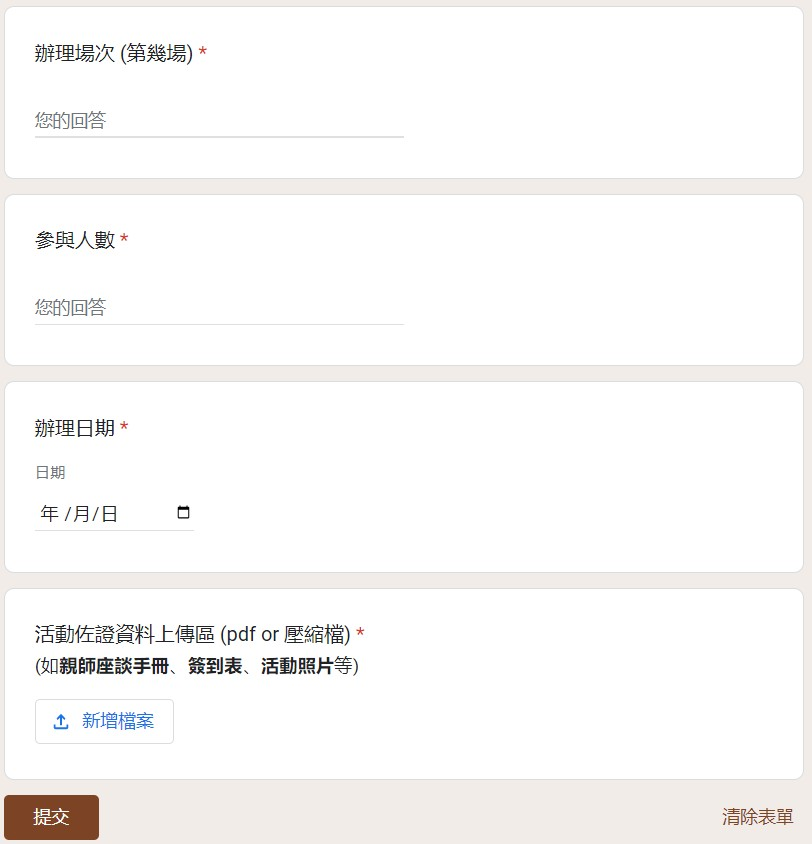 辦理場次 (第幾場) *
您的回答
參與人數 *
您的回答
辦理日期 *
日期
年 /月/日
活動佐證資料上傳區 (pdf or 壓縮檔) *
(如親師座談手冊、簽到表、活動照片等)
新增檔案
提交
清除表單